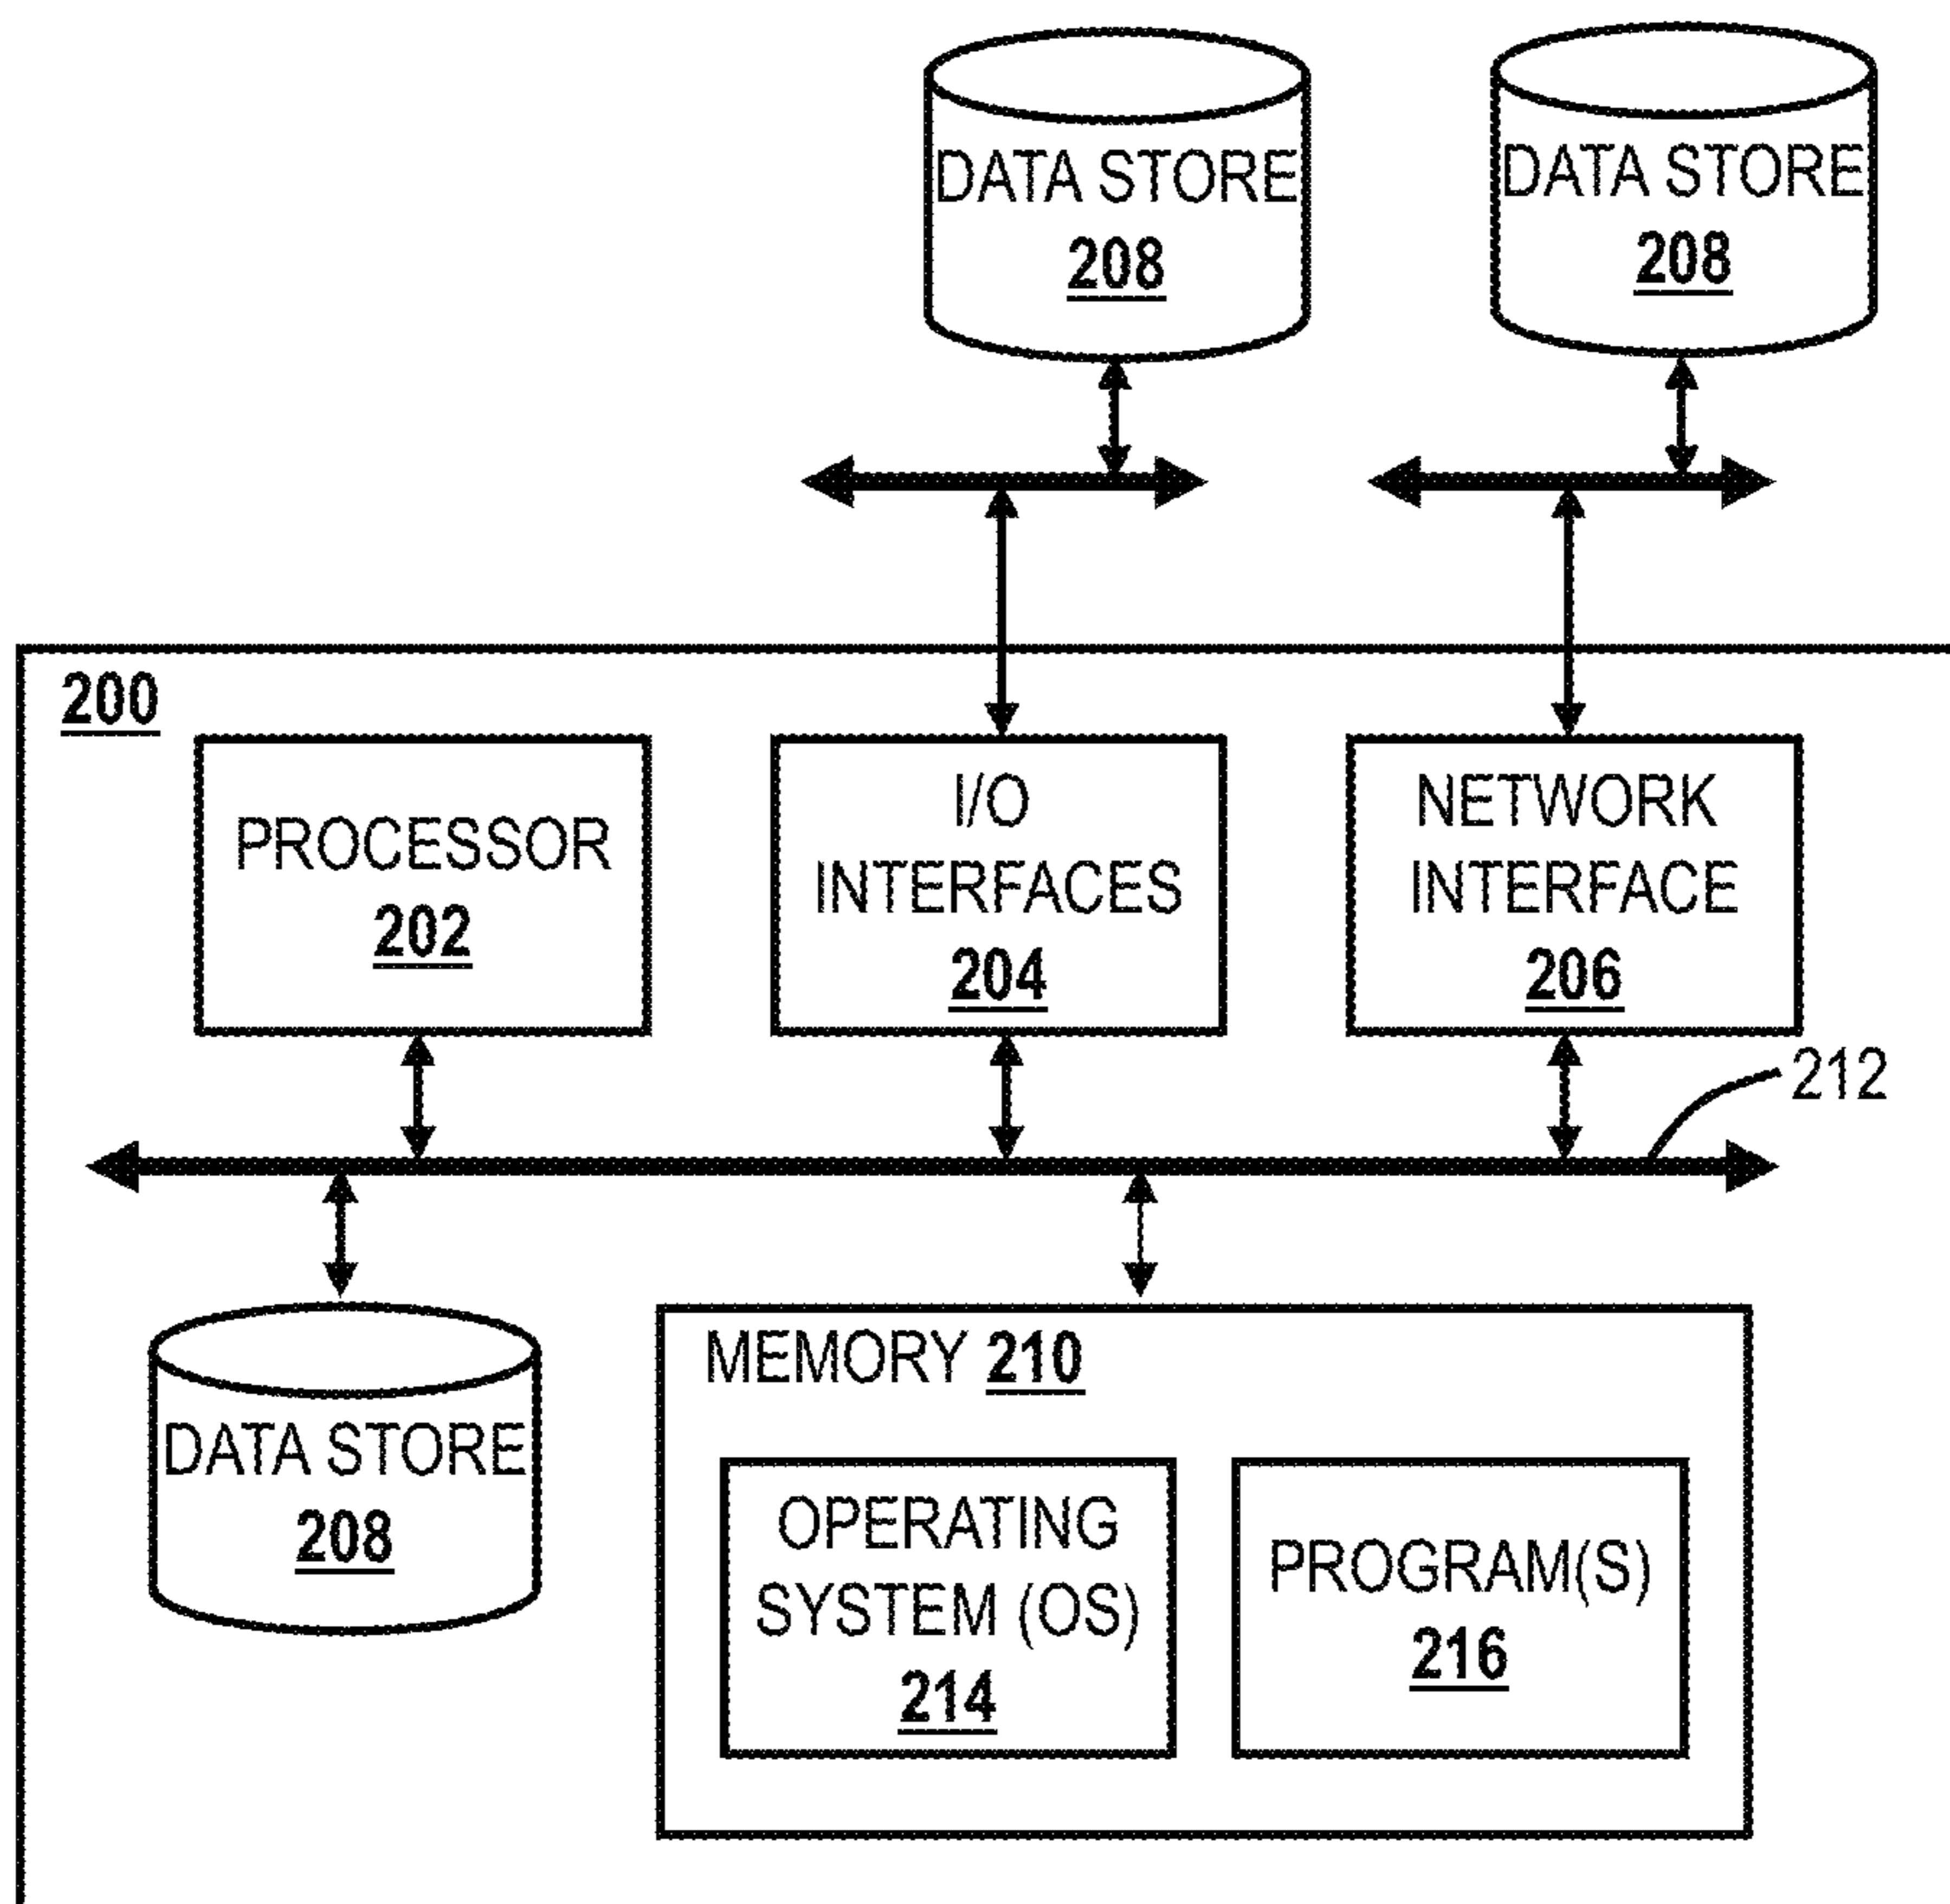 DATA STORE
208
DATA STORE
208
200
PROCESSOR
202
I/O
INTERFACES
204
NETWORK
INTERFACE
206
212
DATA STORE
208
MEMORY 210
OPERATING
SYSTEM (OS)
214
PROGRAM(S)
216